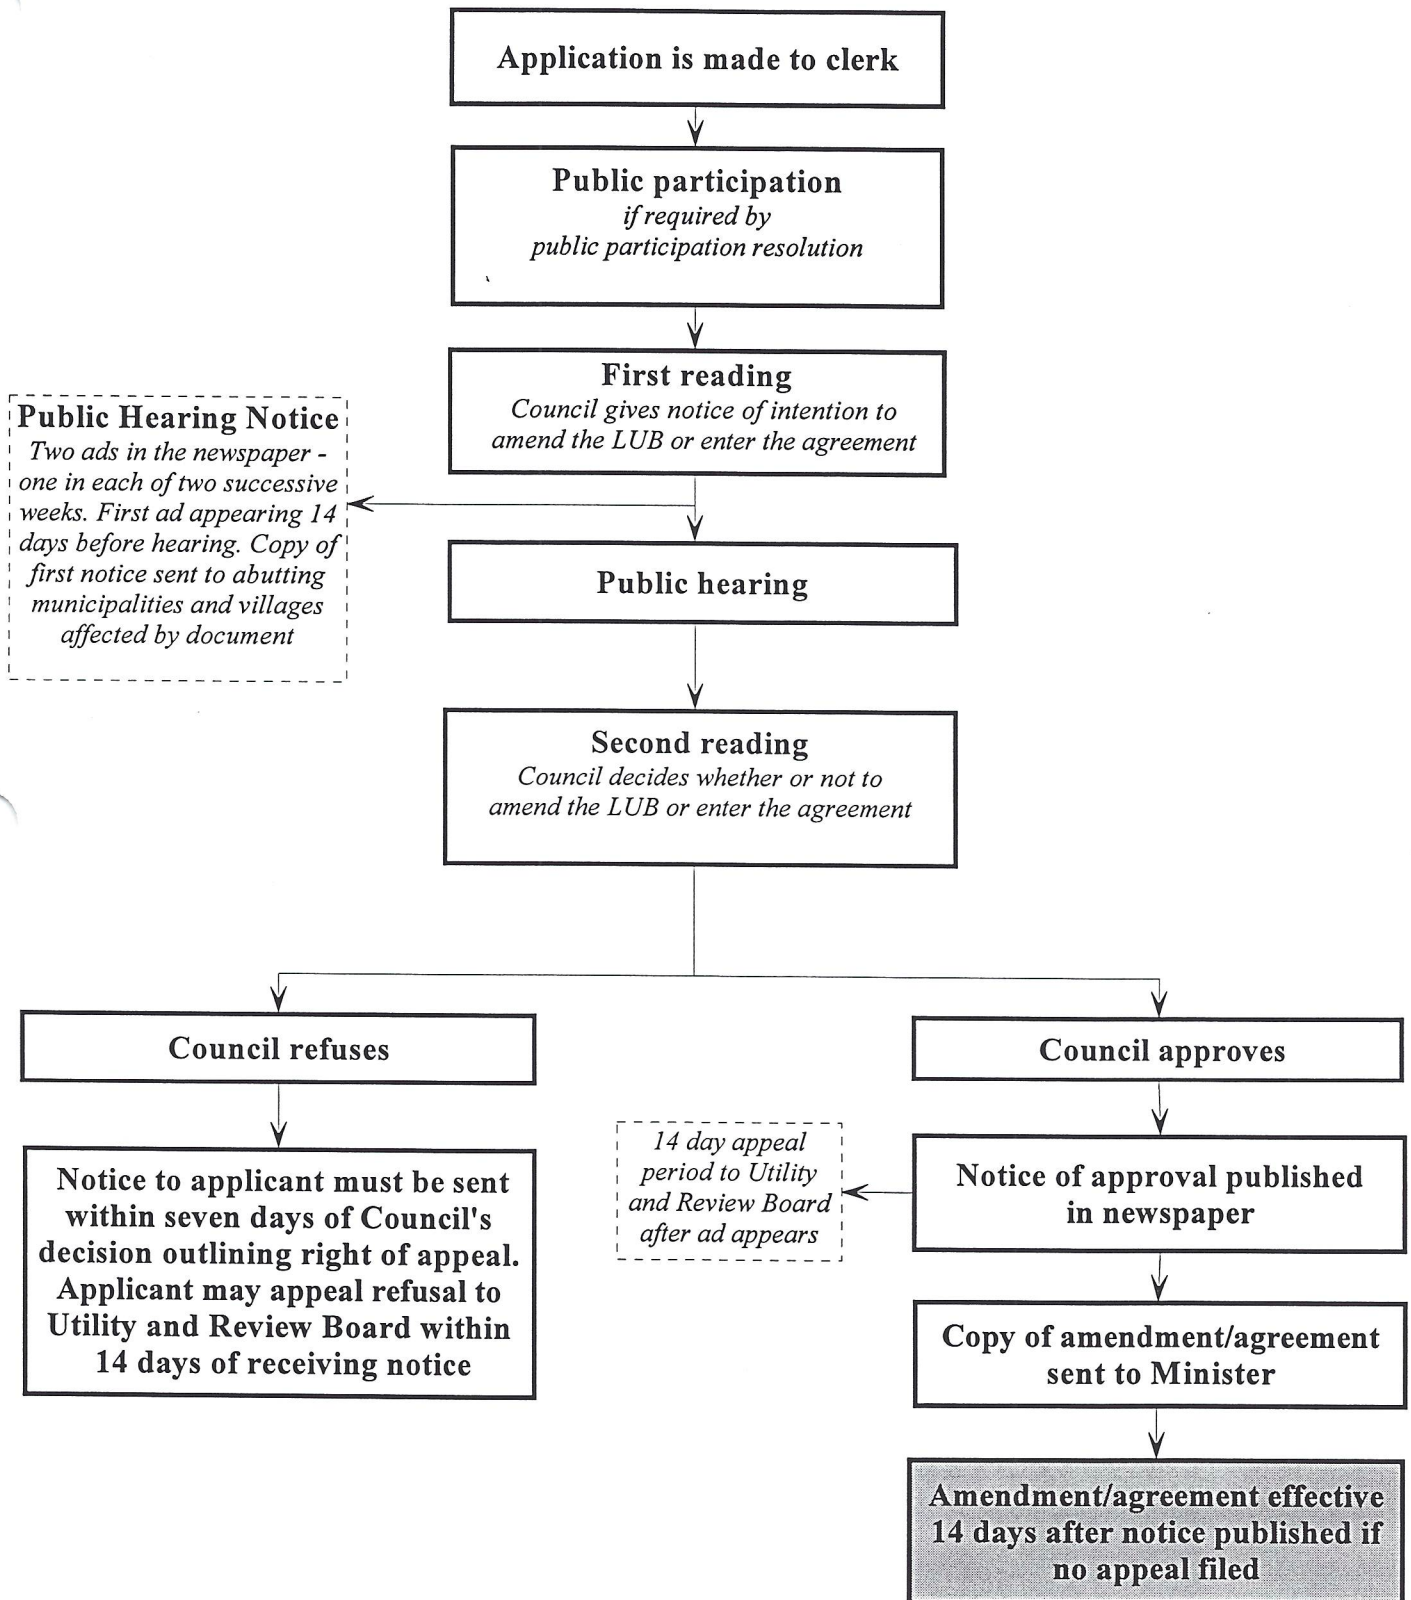 Application is made to clerk
Public participation
if required by
public participation resolution
First reading
Council gives notice of intention to
amend the LUB or enter the agreement
Public Hearing Notice
Two ads in the newspaper -
one in each of two successive
weeks. First ad appearing 14
days before hearing. Copy of
first notice sent to abutting
municipalities and villages
affected by document
Public hearing
Second reading
Council decides whether or not to
amend the LUB or enter the agreement
Council refuses
Notice to applicant must be sent
within seven days of Council's
decision outlining right of appeal.
Applicant may appeal refusal to
Utility and Review Board within
14 days of receiving notice
Council approves
14 day appeal
period to Utility
and Review Board
after ad appears
Notice of approval published
in newspaper
Copy of amendment/agreement
sent to Minister
Amendment/agreement effective
14 days after notice published if
no appeal filed